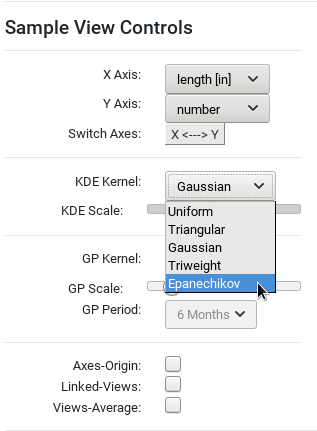 Sample View Controls
X Axis: length [in]
Y Axis: number
Switch Axes: X <---> Y
KDE Kernel: Gaussian
KDE Scale:
Uniform
Triangular
Gaussian
GP Kernel:
Triweight
Epanechikov
GP Scale:
GP Period: 6 Months
Axes-Origin:
Linked-Views:
Views-Average: